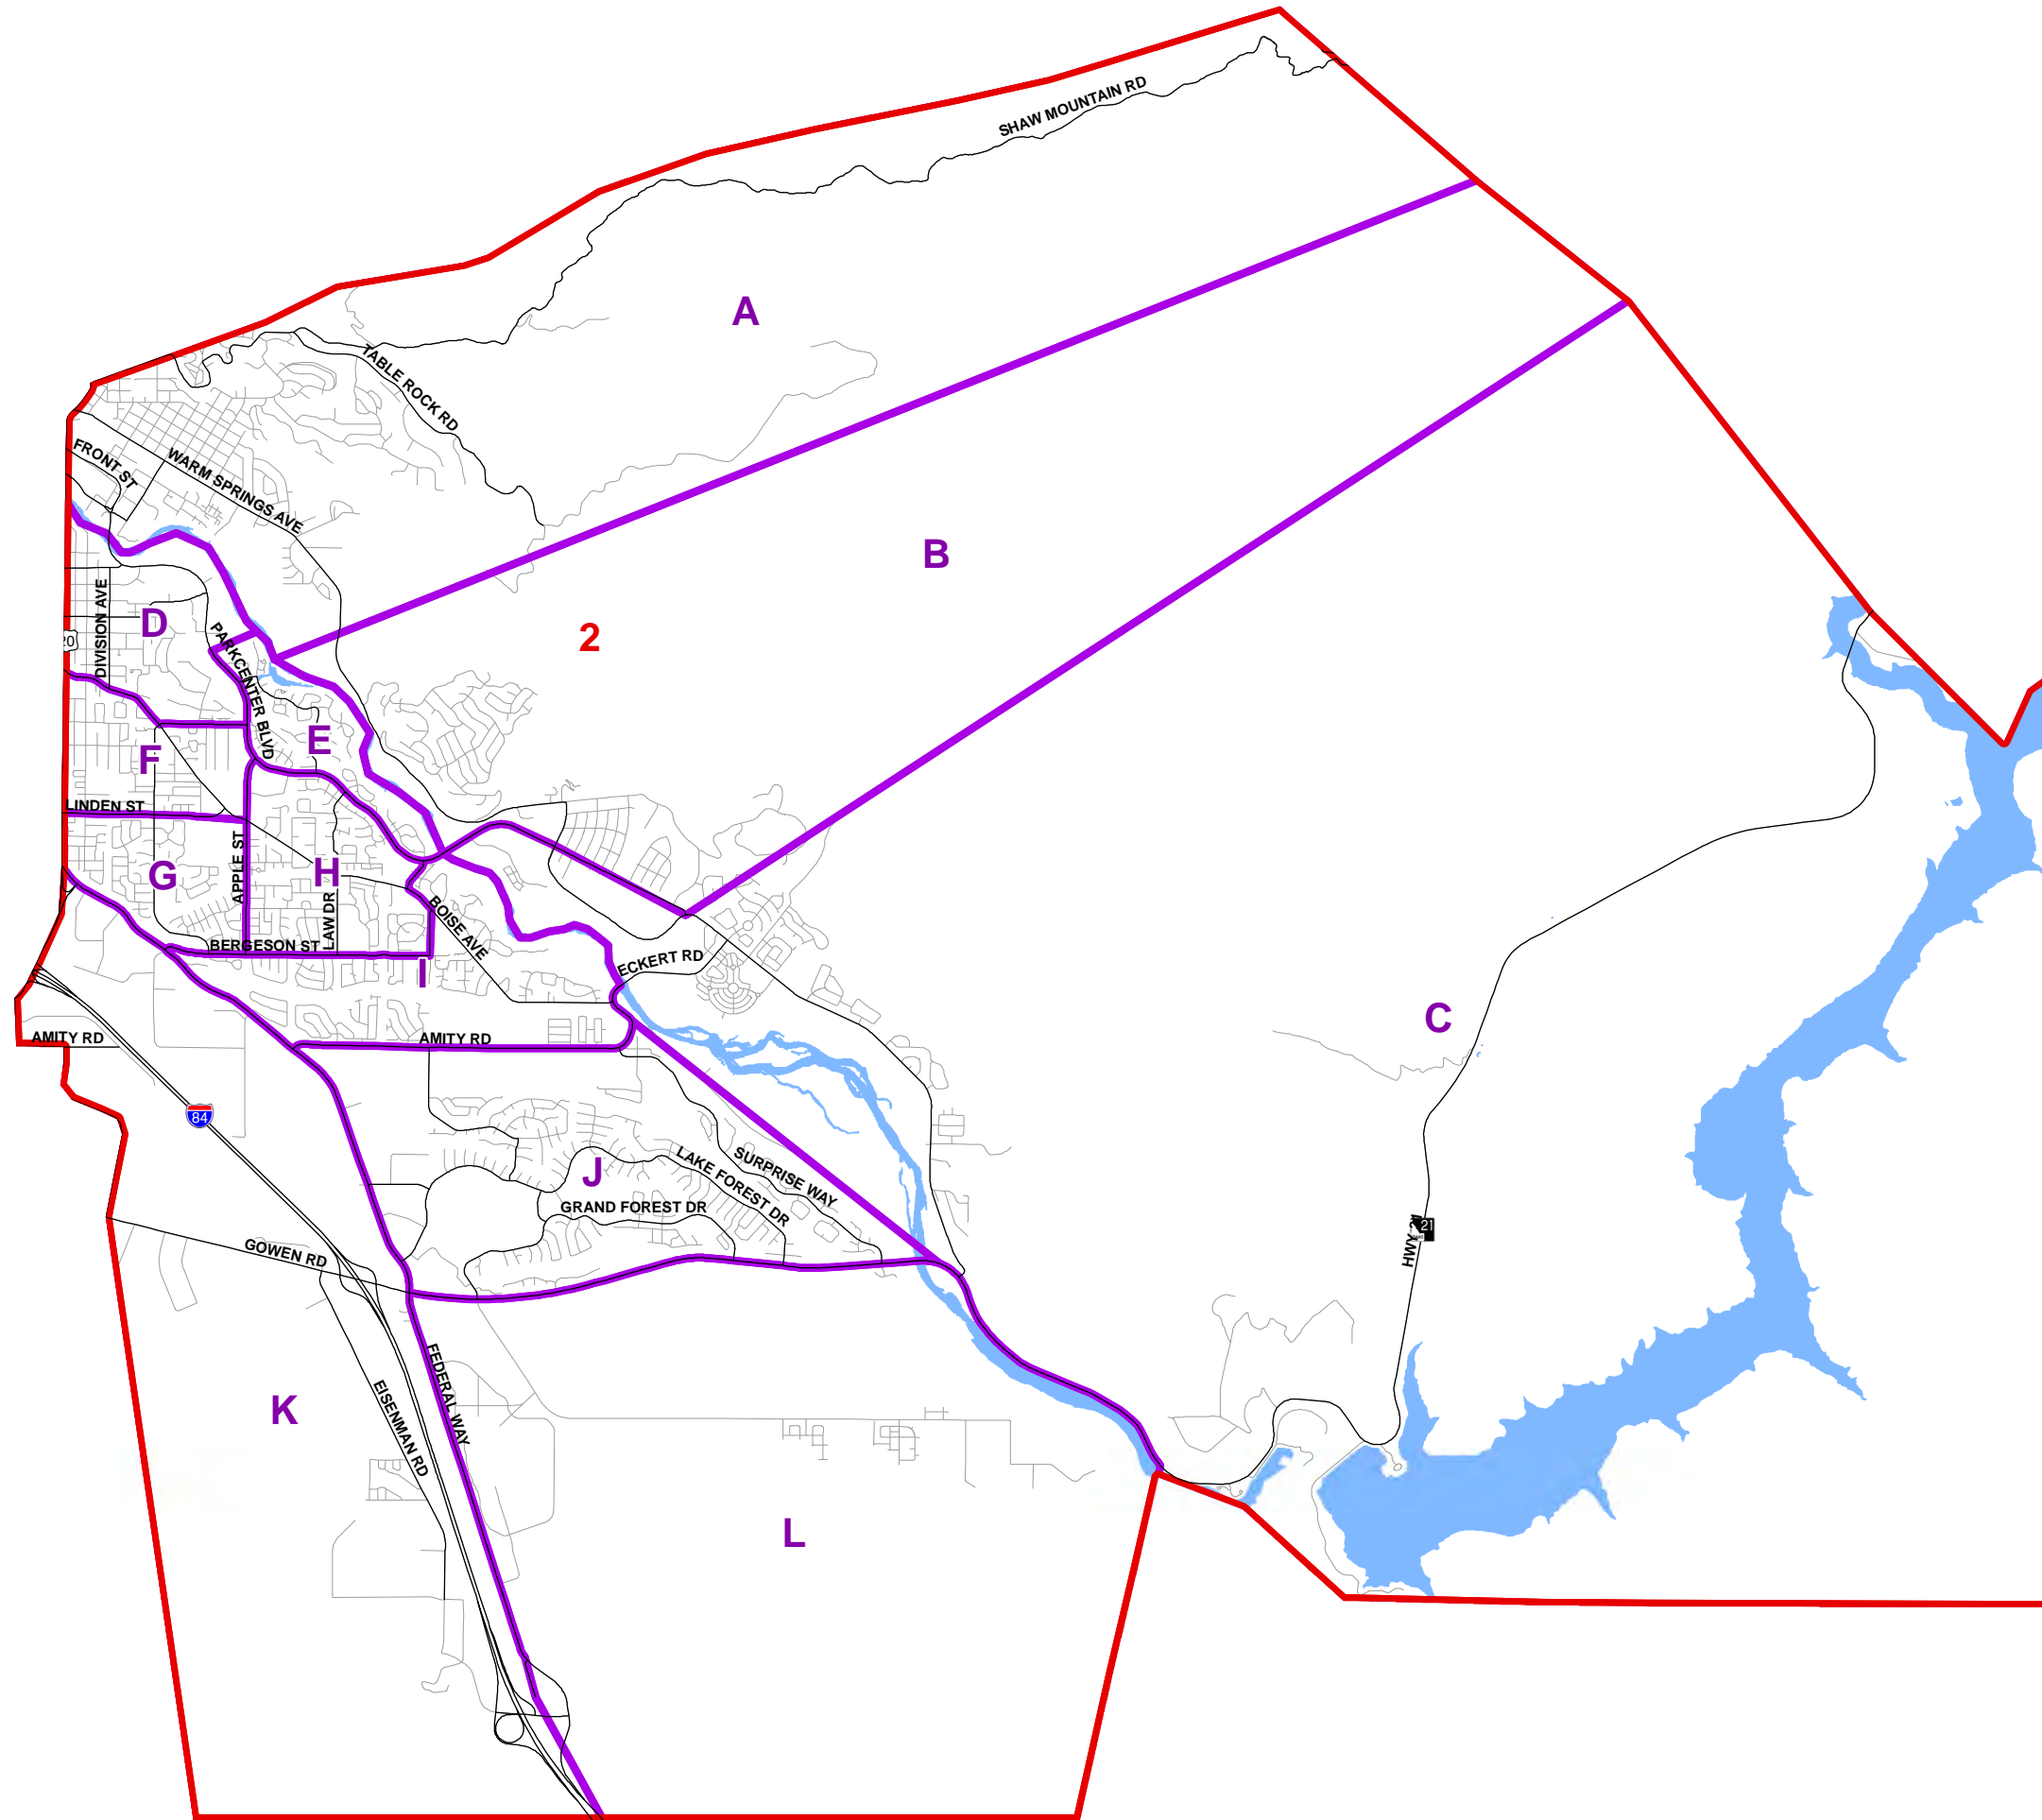 SHAW MOUNTAIN RD
A
TABLE ROCK RD
FRONT ST
WARM SPRINGS AVE
B
DIVISION AVE
D
20
PARKCENTER BLVD
2
E
F
LINDEN ST
APPLE ST
G
H
LAW DR
BOISE AVE
BERGESON ST
I
ECKERT RD
C
AMITY RD
AMITY RD
84
J
LAKE FOREST DR
SURPRISE WAY
GRAND FOREST DR
HWY 21
21
GOWEN RD
FEDERAL WAY
EISENMAN RD
K
L